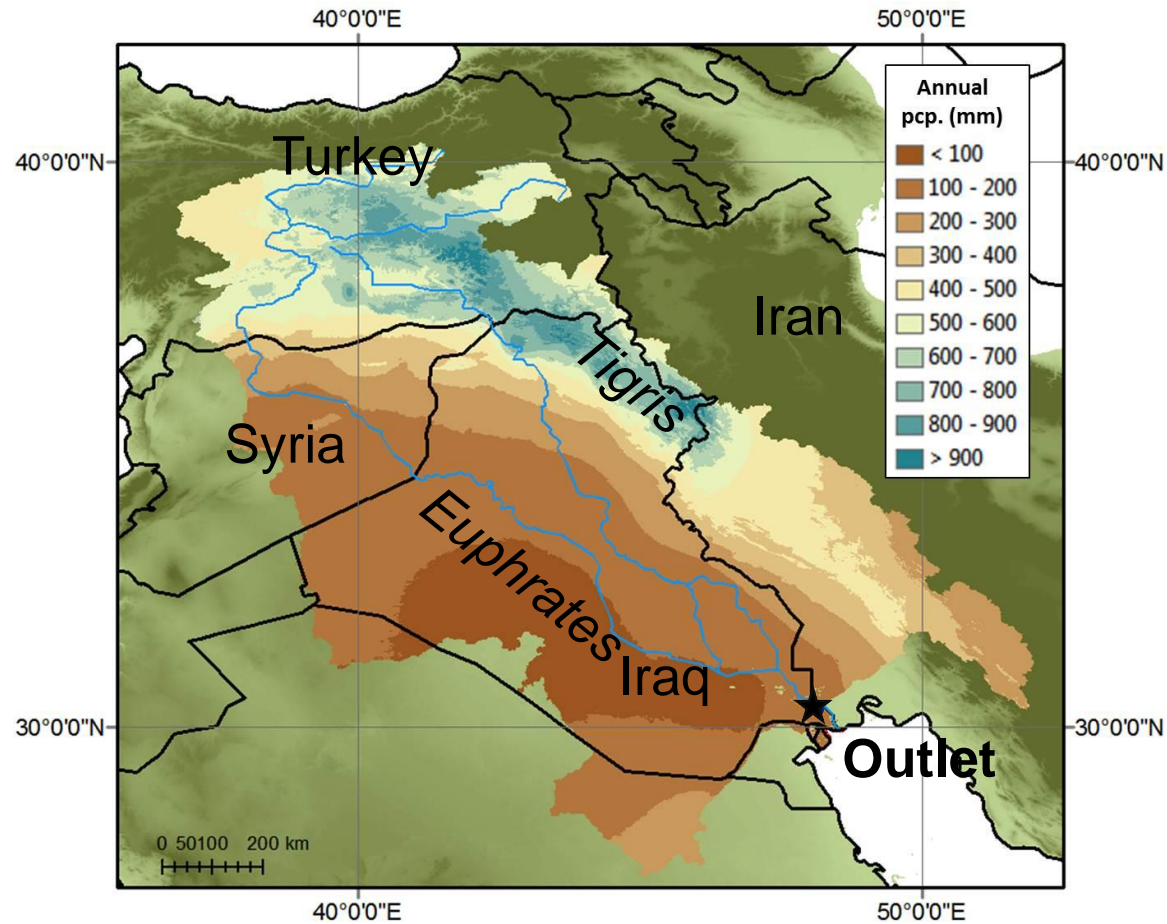 40°0'0"E 50°0'0"E
Annual
pcp. (mm)
< 100
100 - 200
200 - 300
300 - 400
400 - 500
500 - 600
600 - 700
700 - 800
800 - 900
> 900
40°0'0"N 40°0'0"N
Turkey
Iran
Tigris
Syria
Euphrates
Iraq
30°0'0"N 30°0'0"N
Outlet
0 50100 200 km
40°0'0"E 50°0'0"E